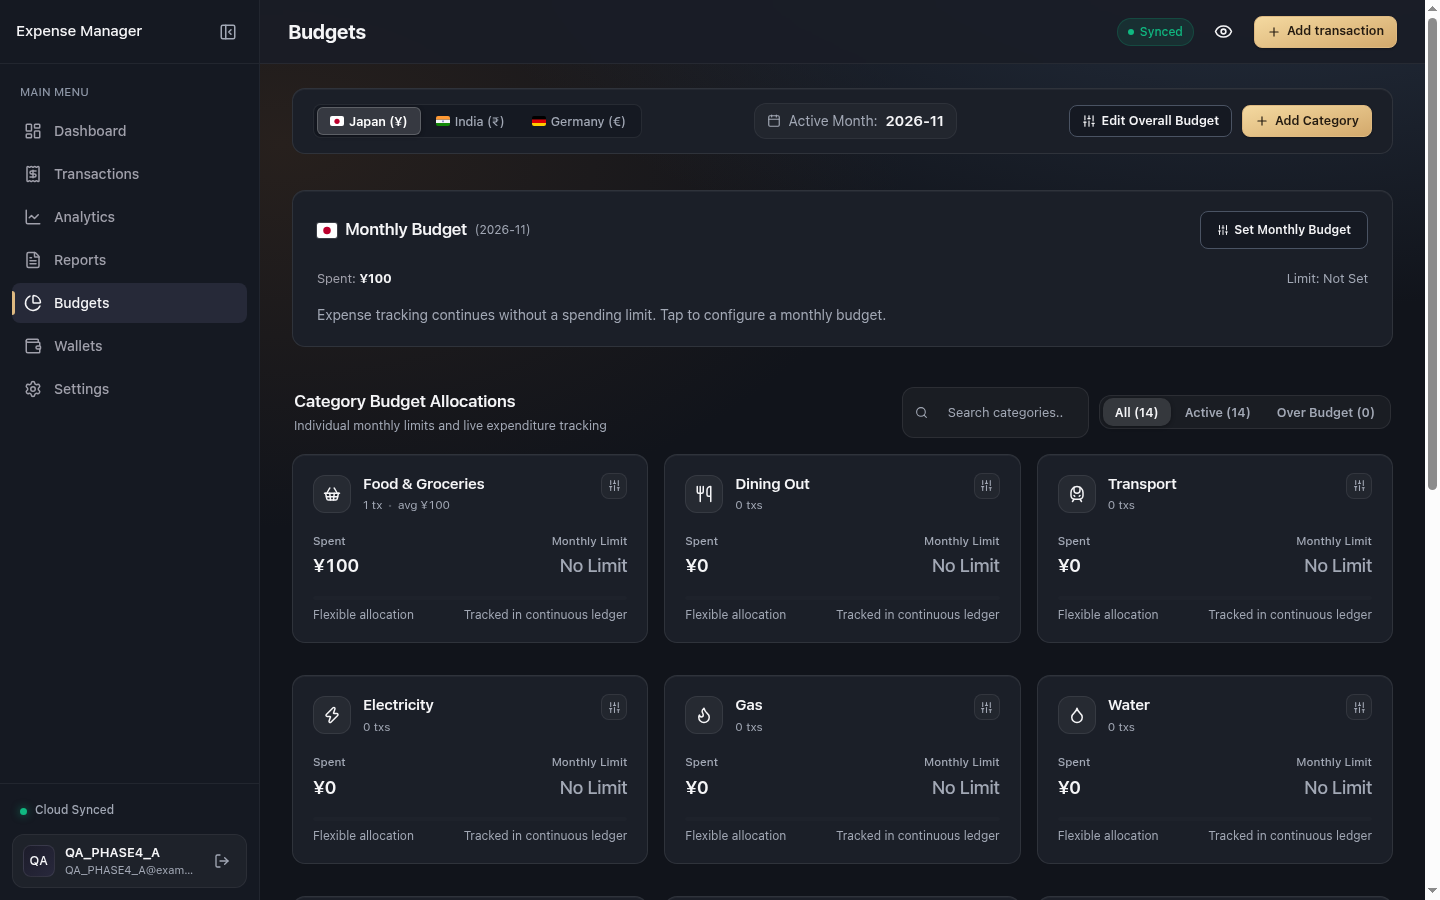 Expense Manager
MAIN MENU
Dashboard
Transactions
Analytics
Reports
Budgets
Wallets
Settings
Cloud Synced
QA
QA_PHASE4_A
QA_PHASE4_A@exam...
Budgets
Synced
Add transaction
Japan (¥)
India (₹)
Germany (€)
Active Month: 2026-11
Edit Overall Budget
Add Category
Monthly Budget (2026-11)
Set Monthly Budget
Spent: ¥100
Limit: Not Set
Expense tracking continues without a spending limit. Tap to configure a monthly budget.
Category Budget Allocations
Individual monthly limits and live expenditure tracking
Search categories..
All (14)
Active (14)
Over Budget (0)
Food & Groceries
1 tx · avg ¥100
Spent
Monthly Limit
¥100
No Limit
Flexible allocation
Tracked in continuous ledger
Dining Out
0 txs
Spent
Monthly Limit
¥0
No Limit
Flexible allocation
Tracked in continuous ledger
Transport
0 txs
Spent
Monthly Limit
¥0
No Limit
Flexible allocation
Tracked in continuous ledger
Electricity
0 txs
Spent
Monthly Limit
¥0
No Limit
Flexible allocation
Tracked in continuous ledger
Gas
0 txs
Spent
Monthly Limit
¥0
No Limit
Flexible allocation
Tracked in continuous ledger
Water
0 txs
Spent
Monthly Limit
¥0
No Limit
Flexible allocation
Tracked in continuous ledger